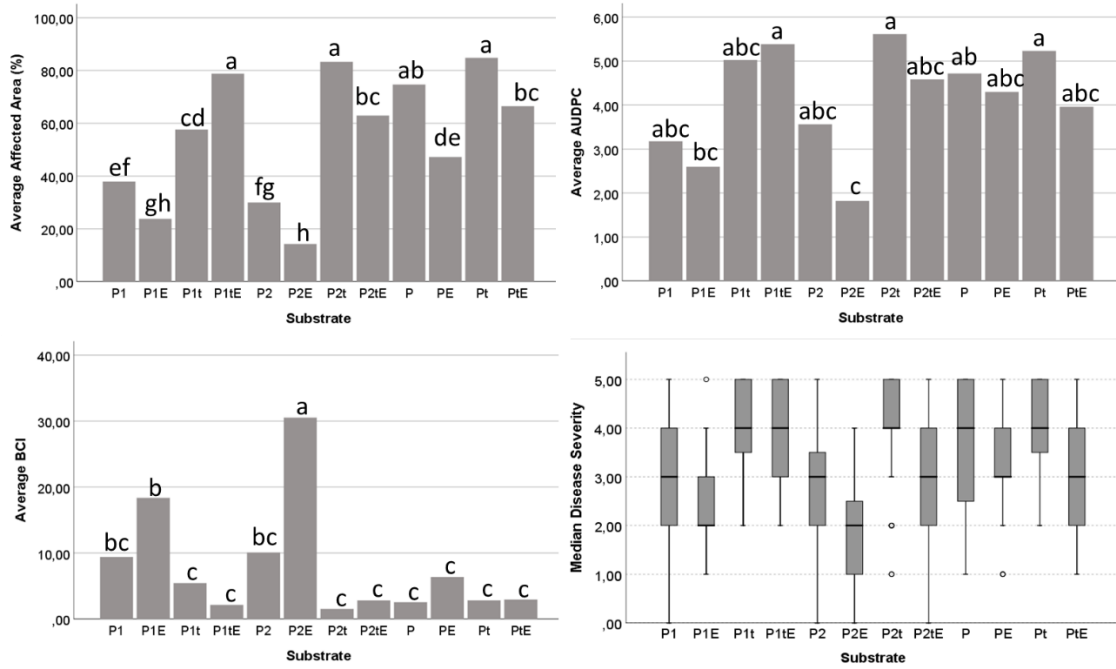 Average Affected Area (%)
100,00
80,00
60,00
40,00
20,00
,00
ef
gh
cd
a
fg
h
a
bc
ab
de
a
bc
P1 P1E P1t P1tE P2 P2E P2t P2tE P PE Pt PtE
Substrate
Average AUDPC
6,00
5,00
4,00
3,00
2,00
1,00
,00
abc
bc
abc
a
abc
c
a
abc
ab
abc
a
abc
P1 P1E P1t P1tE P2 P2E P2t P2tE P PE Pt PtE
Substrate
Average BCI
40,00
30,00
20,00
10,00
,00
bc
b
c
c
bc
a
c
c
c
c
c
c
P1 P1E P1t P1tE P2 P2E P2t P2tE P PE Pt PtE
Substrate
Median Disease Severity
5,00
4,00
3,00
2,00
1,00
,00
P1 P1E P1t P1tE P2 P2E P2t P2tE P PE Pt PtE
Substrate